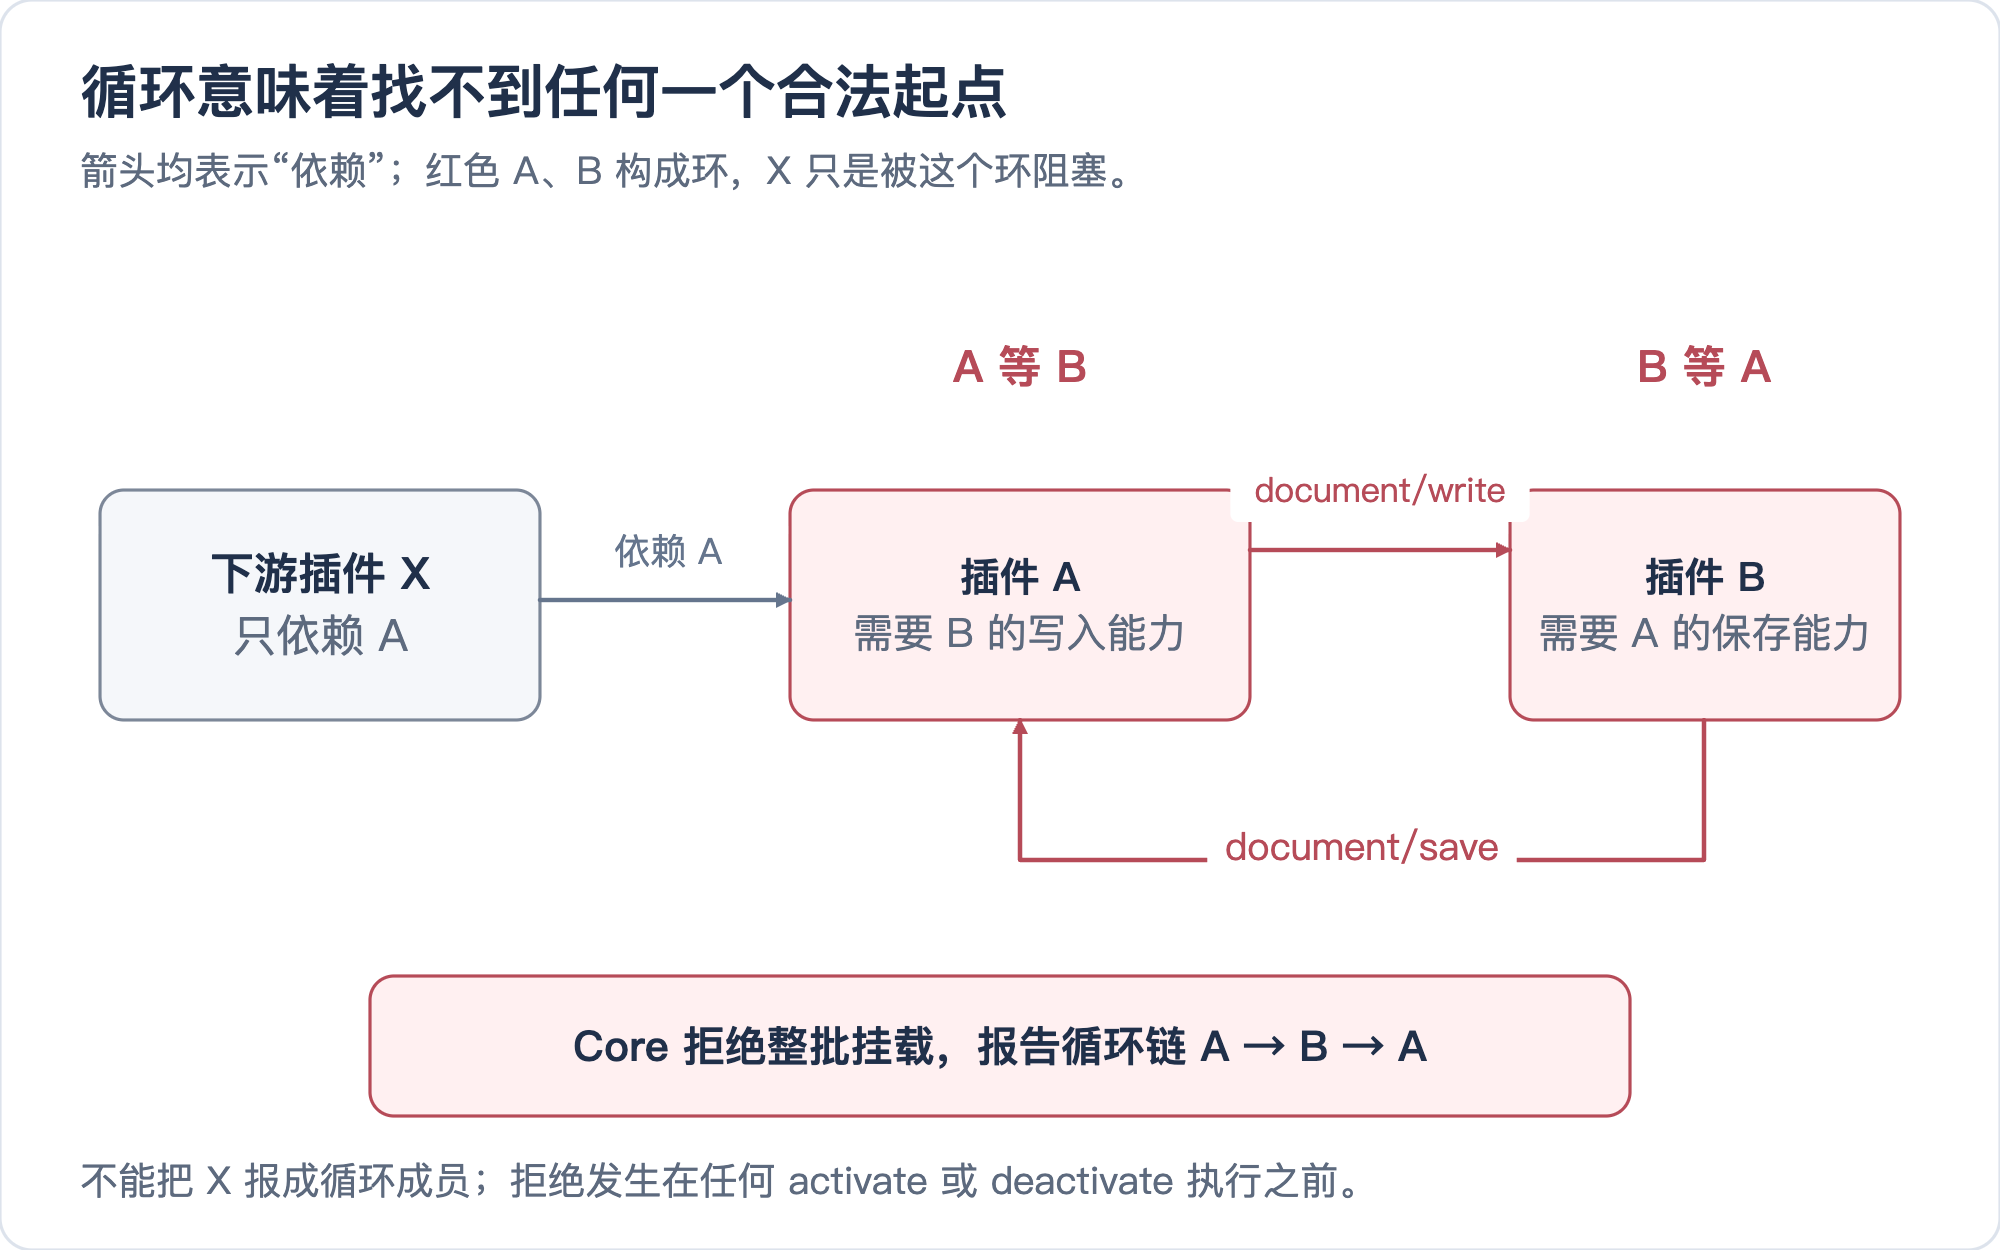 循环意味着找不到任何一个合法起点
箭头均表示“依赖”；红色 A、B 构成环，X 只是被这个环阻塞。
A 等 B
B 等 A
document/write
依赖 A
下游插件 X
只依赖 A
插件 A
需要 B 的写入能力
插件 B
需要 A 的保存能力
document/save
Core 拒绝整批挂载，报告循环链 A → B → A
不能把 X 报成循环成员；拒绝发生在任何 activate 或 deactivate 执行之前。